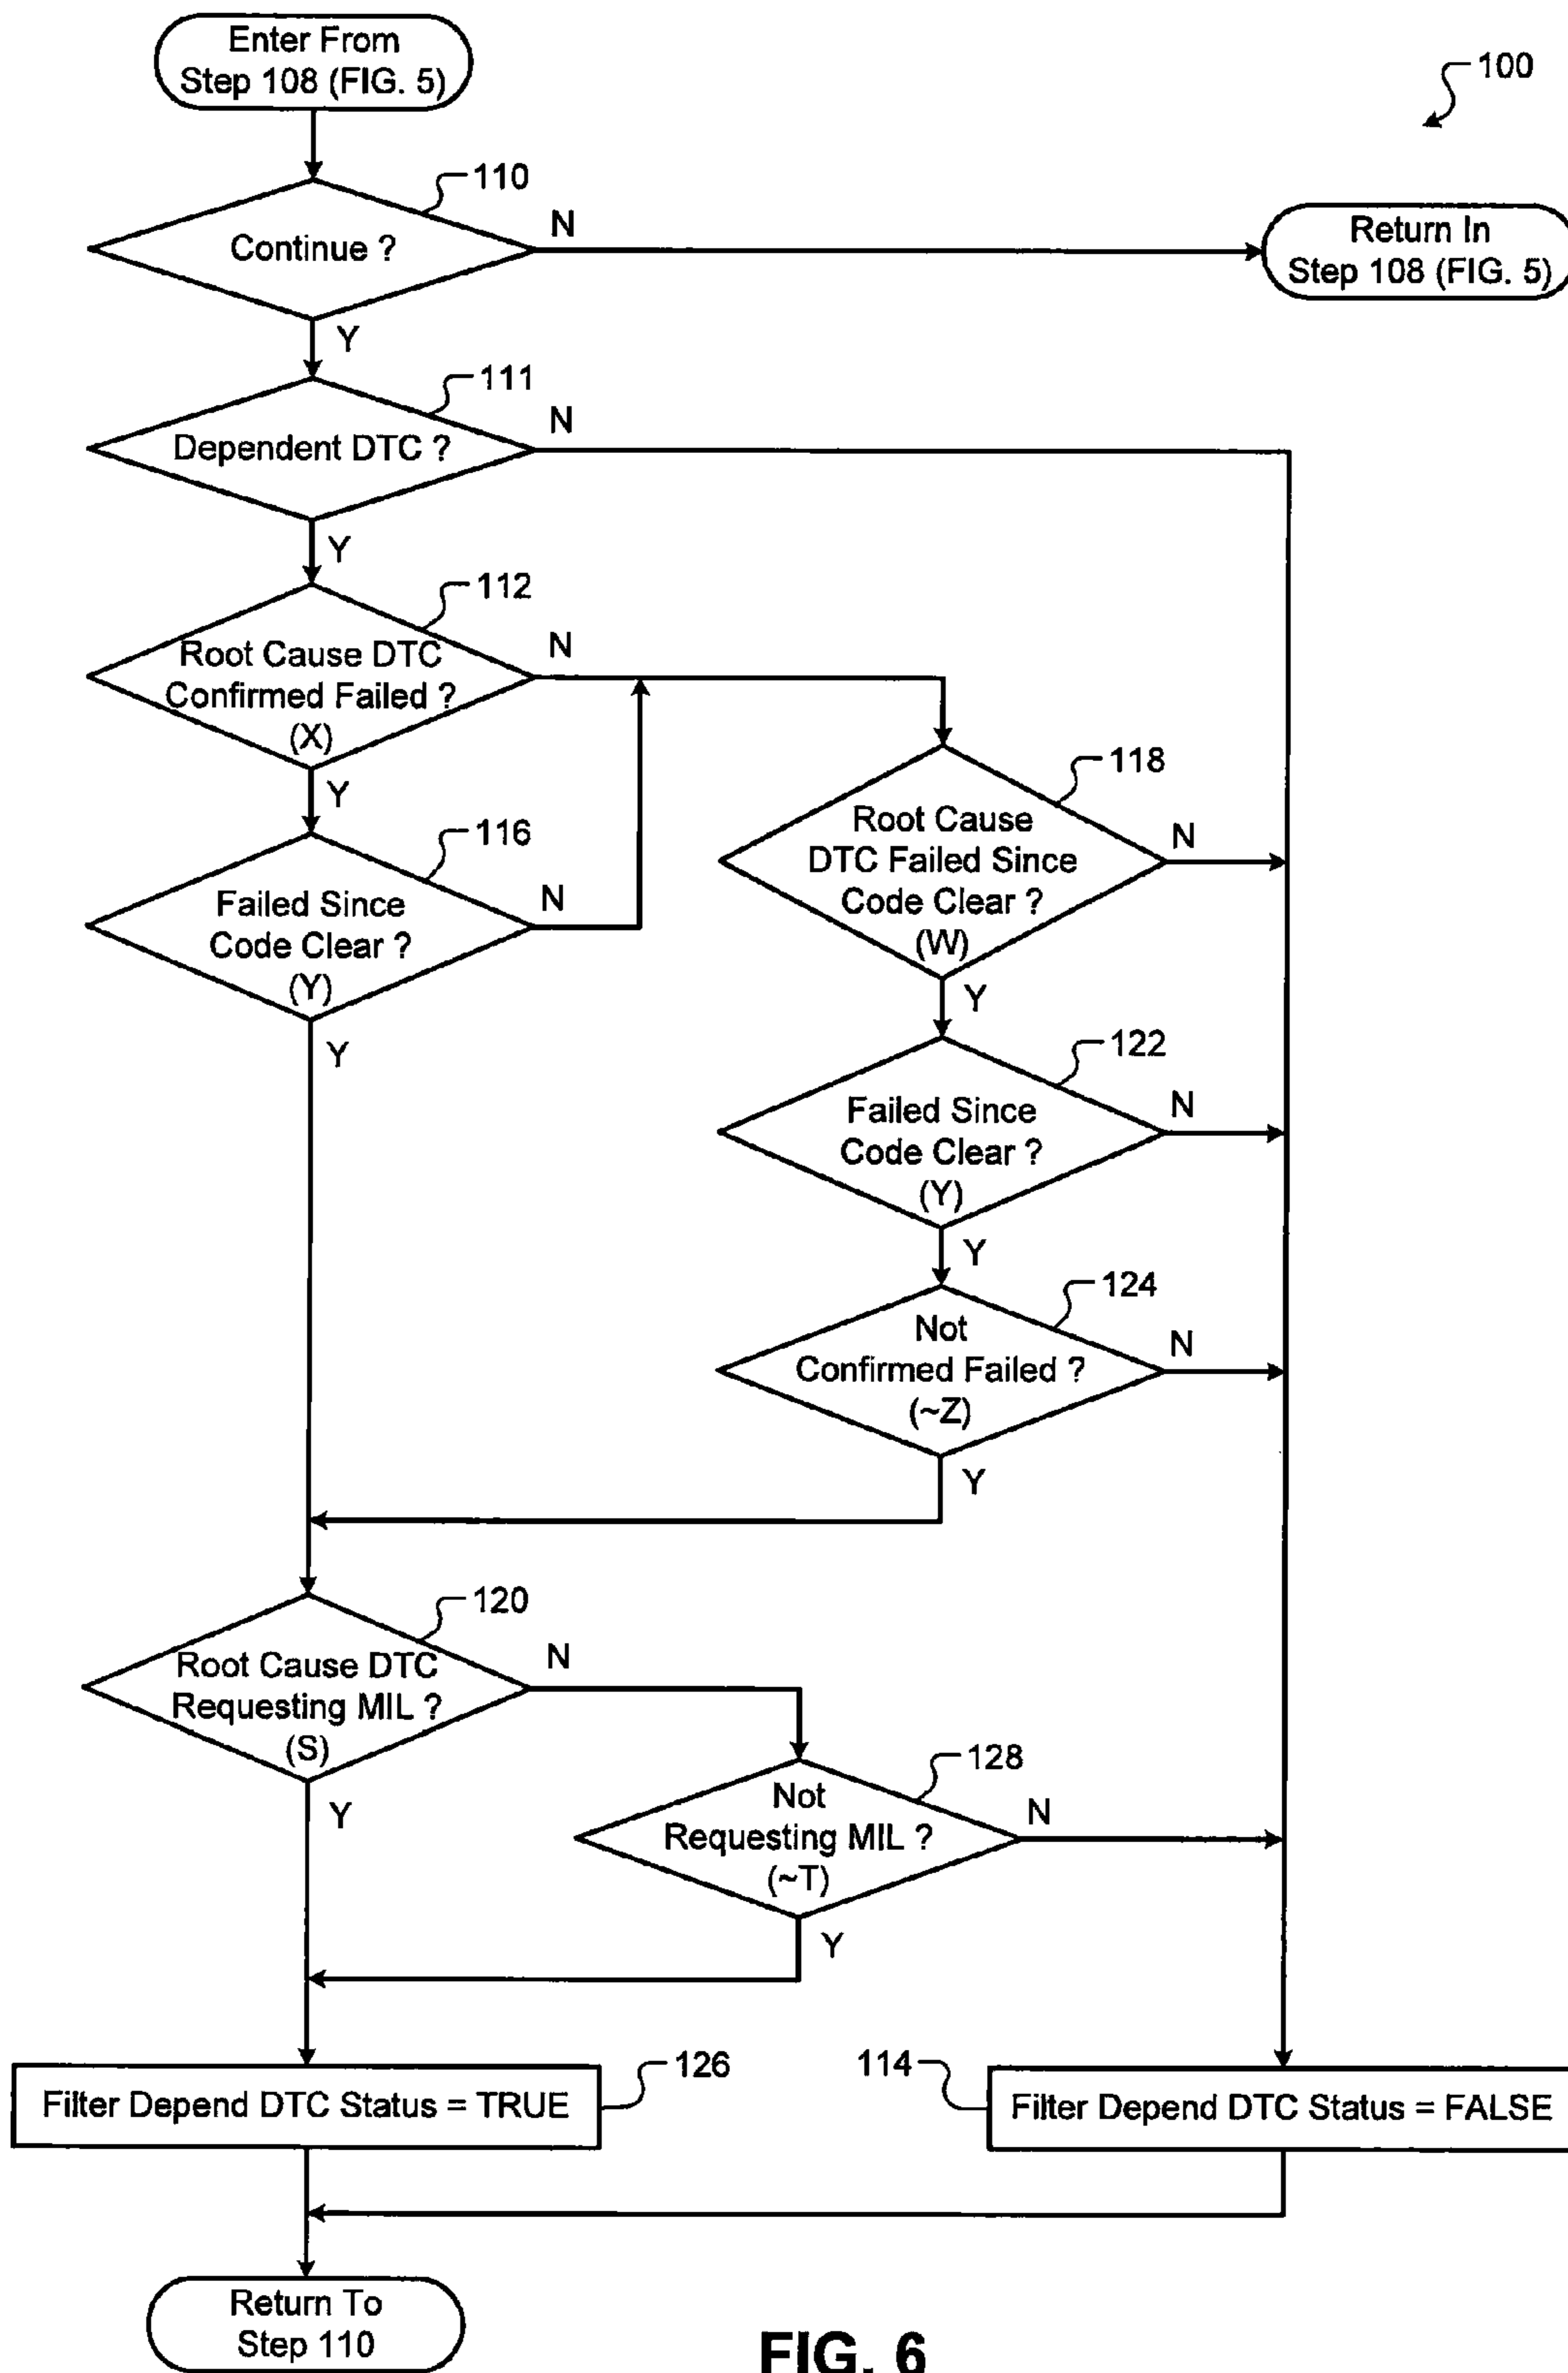 Enter From
Step 108 (FIG. 5)
100
110
Continue ?
N
Return In
Step 108 (FIG. 5)
Y
111
Dependent DTC ?
N
Y
112
Root Cause DTC
Confirmed Failed ?
(X)
N
Y
116
Failed Since
Code Clear ?
(Y)
N
Y
118
Root Cause
DTC Failed Since
Code Clear ?
(W)
N
Y
122
Failed Since
Code Clear ?
(Y)
N
Y
124
Not
Confirmed Failed ?
(~Z)
N
Y
120
Root Cause DTC
Requesting MIL ?
(S)
N
Y
128
Not
Requesting MIL ?
(~T)
N
Y
126
Filter Depend DTC Status = TRUE
114
Filter Depend DTC Status = FALSE
Return To
Step 110
FIG. 6